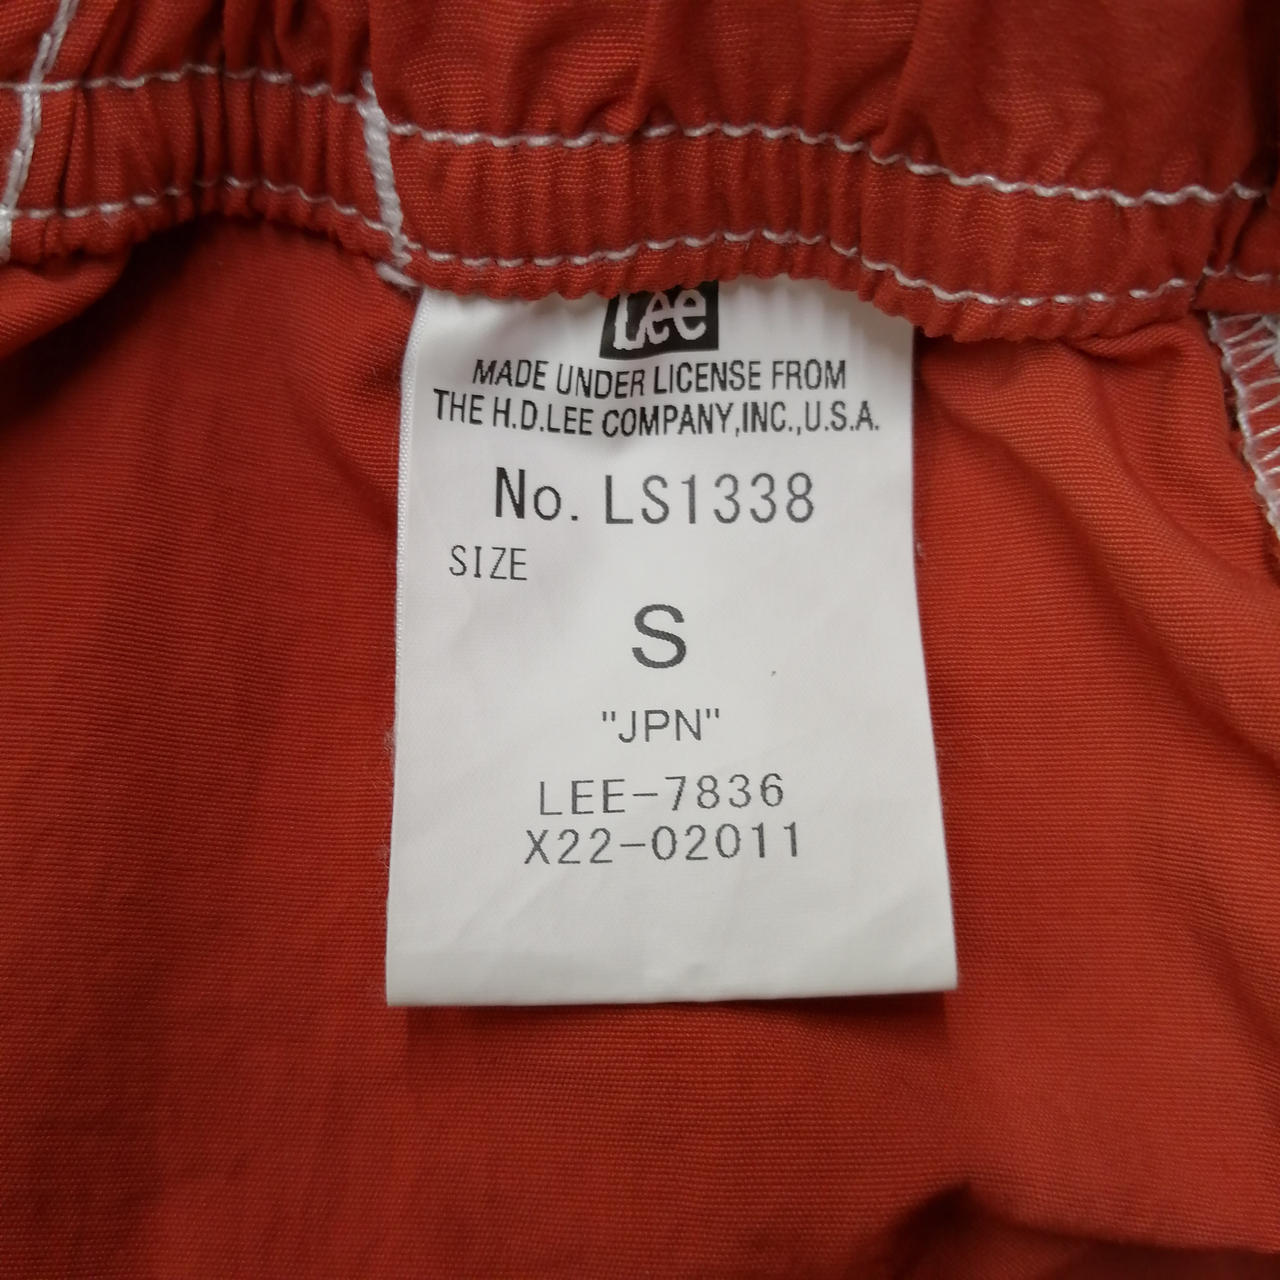 Lee
MADE UNDER LICENSE FROM
THE H.D.LEE COMPANY,INC.,U.S.A.
No. LS1338
SIZE
S
"JPN"
LEE-7836
X22-02011